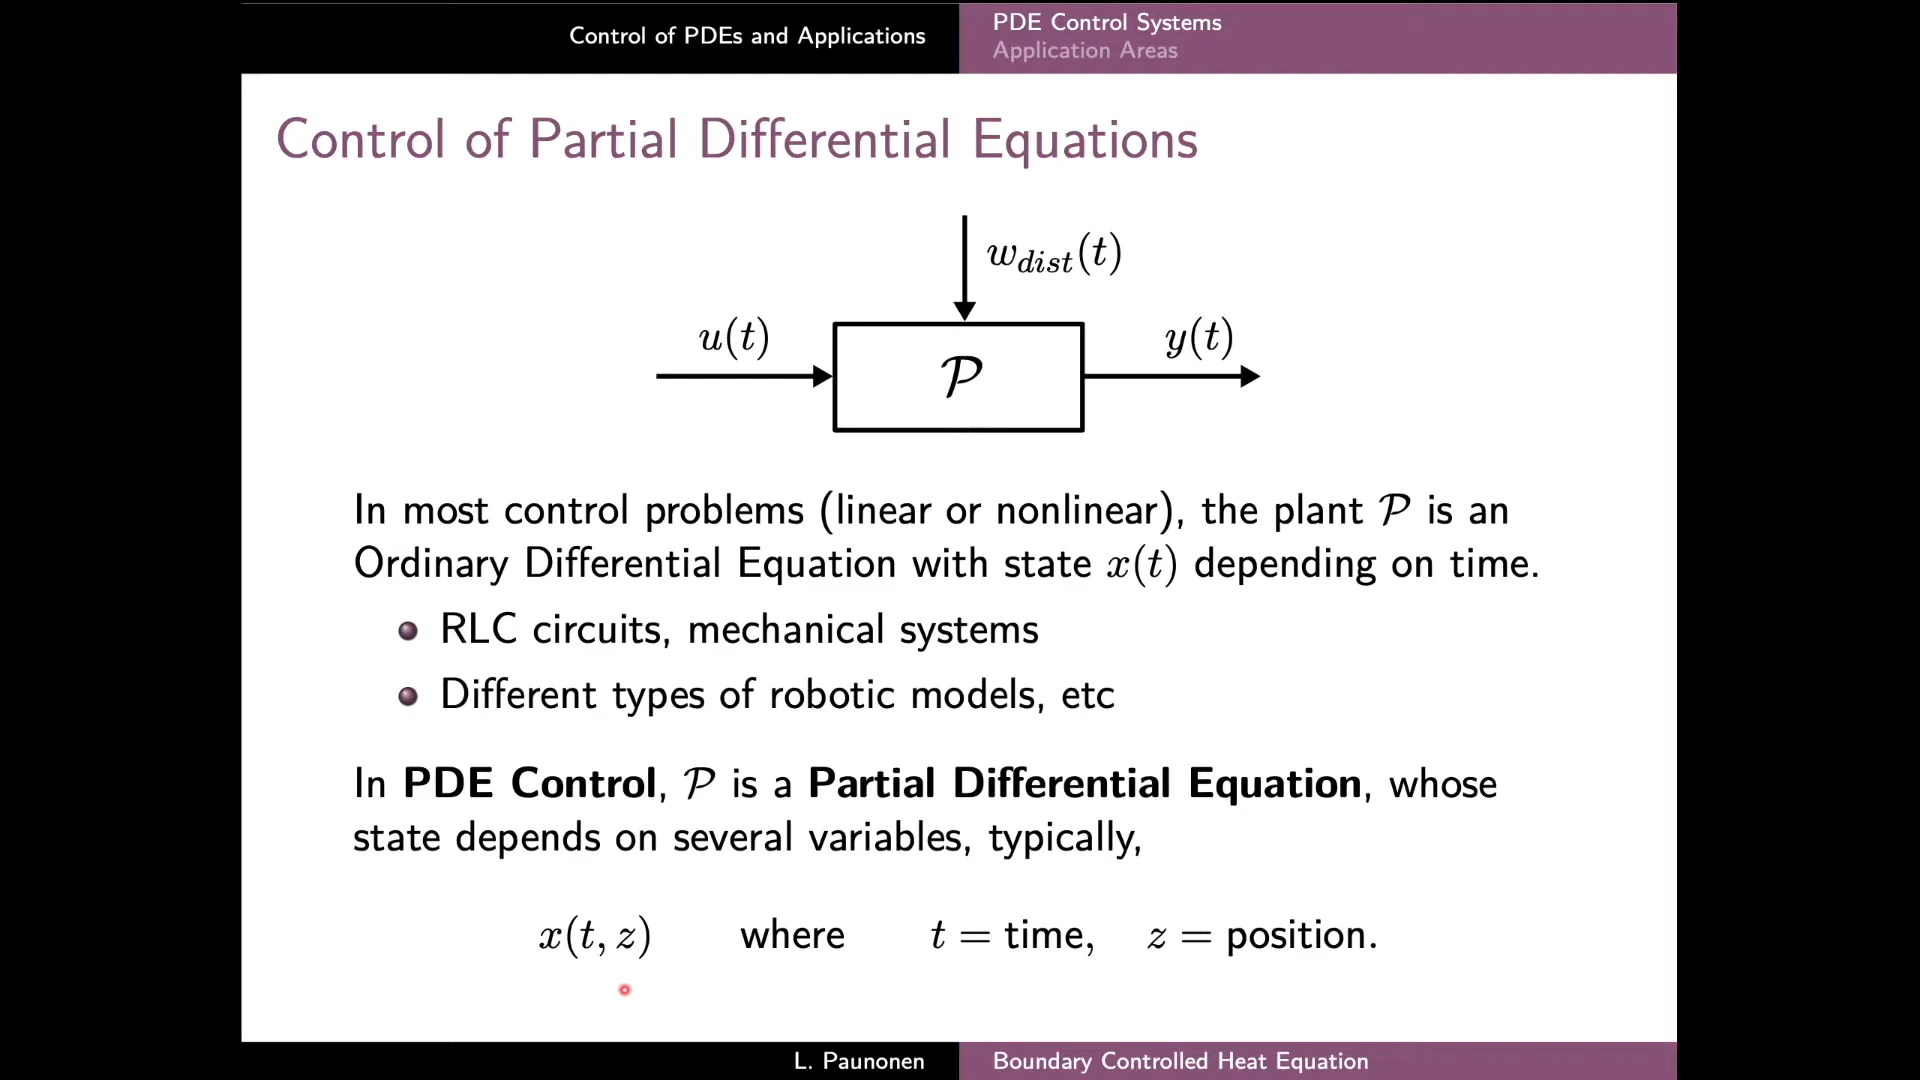 Control of PDEs and Applications
PDE Control Systems
Application Areas
Control of Partial Differential Equations
w_{dist}(t)
u(t)
y(t)
𝒫
In most control problems (linear or nonlinear), the plant 𝒫 is an
Ordinary Differential Equation with state x(t) depending on time.
RLC circuits, mechanical systems
Different types of robotic models, etc
In PDE Control, 𝒫 is a Partial Differential Equation, whose
state depends on several variables, typically,
x(t, z) where t = time, z = position.
L. Paunonen
Boundary Controlled Heat Equation